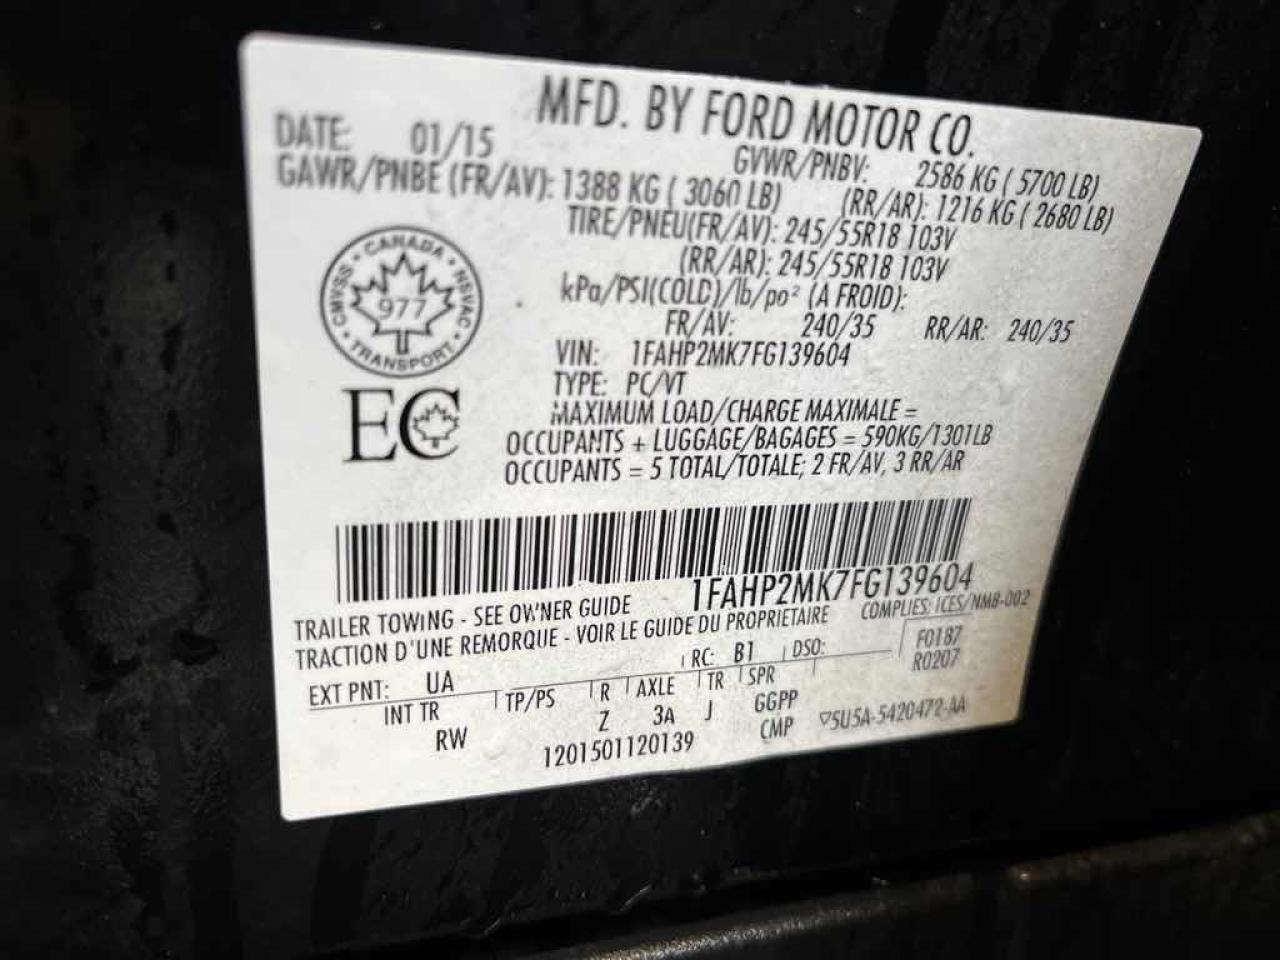 MFD. BY FORD MOTOR CO.
DATE: 01/15 GVWR/PNBV: 2586 KG ( 5700 LB)
GAWR/PNBE (FR/AV): 1388 KG ( 3060 LB) (RR/AR): 1216 KG ( 2680 LB)
TIRE/PNEU(FR/AV): 245/55R18 103V
(RR/AR): 245/55R18 103V
kPa/PSI(COLD)/lb/po² (A FROID):
FR/AV: 240/35 RR/AR: 240/35
CANADA
CMVSS 977 NSVAC
TRANSPORT
EC
VIN: 1FAHP2MK7FG139604
TYPE: PC/VT
MAXIMUM LOAD/CHARGE MAXIMALE =
OCCUPANTS + LUGGAGE/BAGAGES = 590KG/1301LB
OCCUPANTS = 5 TOTAL/TOTALE; 2 FR/AV, 3 RR/AR
1FAHP2MK7FG139604
TRAILER TOWING - SEE OWNER GUIDE COMPLIES: ICES/NMB-002
TRACTION D'UNE REMORQUE - VOIR LE GUIDE DU PROPRIETAIRE
EXT PNT: UA RC: B1 DSO: F0187
R0207
INT TR TP/PS R AXLE TR SPR
RW Z 3A J GGPP
1201501120139 CMP ▽5U5A-5420472-AA